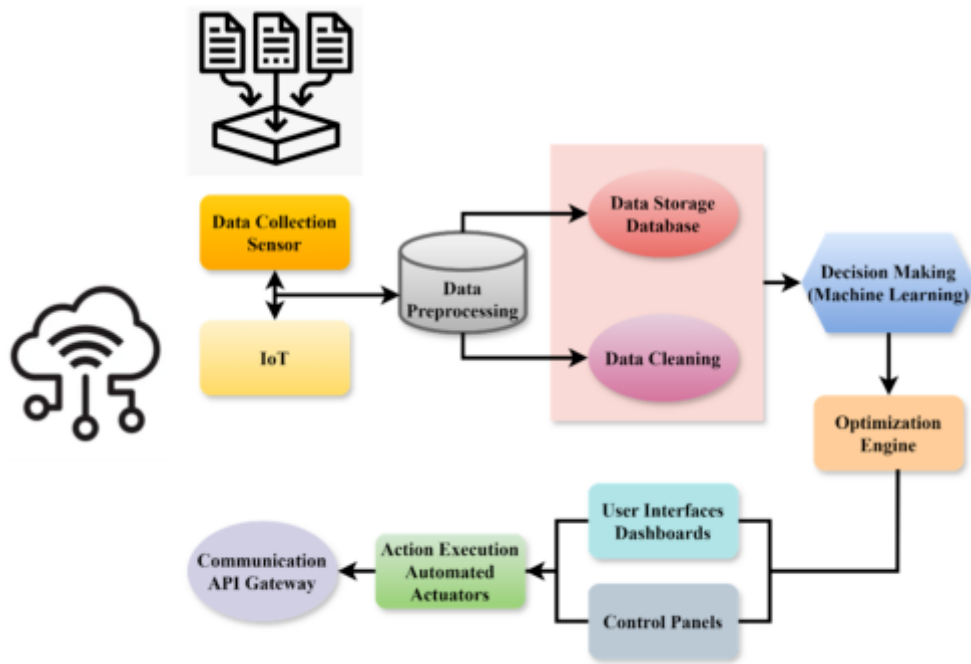 Data Collection
Sensor
IoT
Data
Preprocessing
Data Storage
Database
Data Cleaning
Decision Making
(Machine Learning)
Optimization
Engine
User Interfaces
Dashboards
Control Panels
Action Execution
Automated
Actuators
Communication
API Gateway